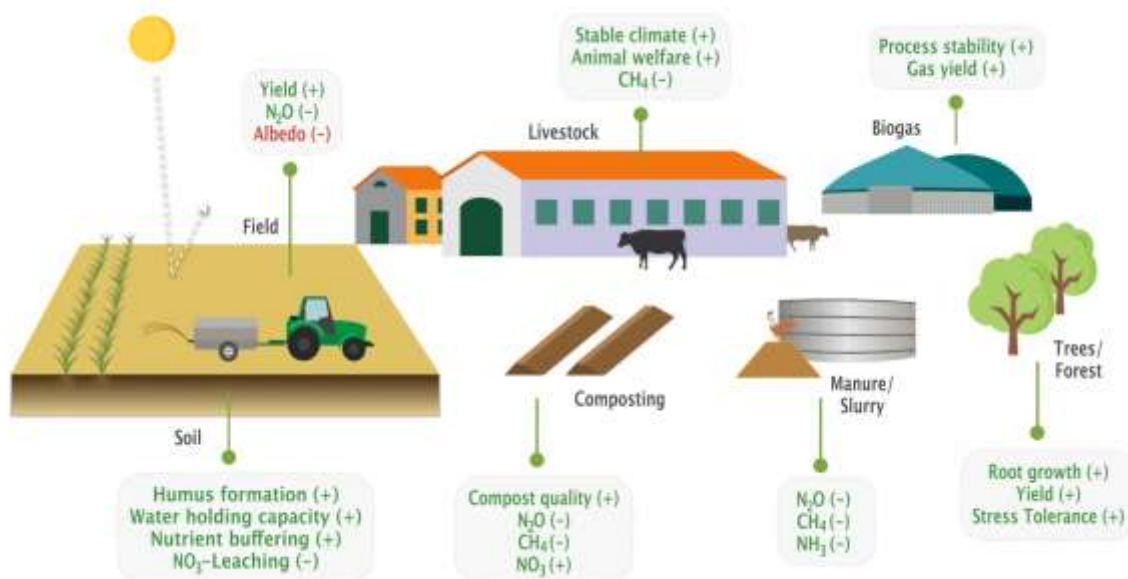 Stable climate (+)
Animal welfare (+)
CH₄ (-)
Process stability (+)
Gas yield (+)
Yield (+)
N₂O (-)
Albedo (-)
Livestock
Biogas
Field
Trees/
Forest
Composting
Manure/
Slurry
Soil
Humus formation (+)
Water holding capacity (+)
Nutrient buffering (+)
NO₃-Leaching (-)
Compost quality (+)
N₂O (-)
CH₄ (-)
NO₃ (+)
N₂O (-)
CH₄ (-)
NH₃ (-)
Root growth (+)
Yield (+)
Stress Tolerance (+)